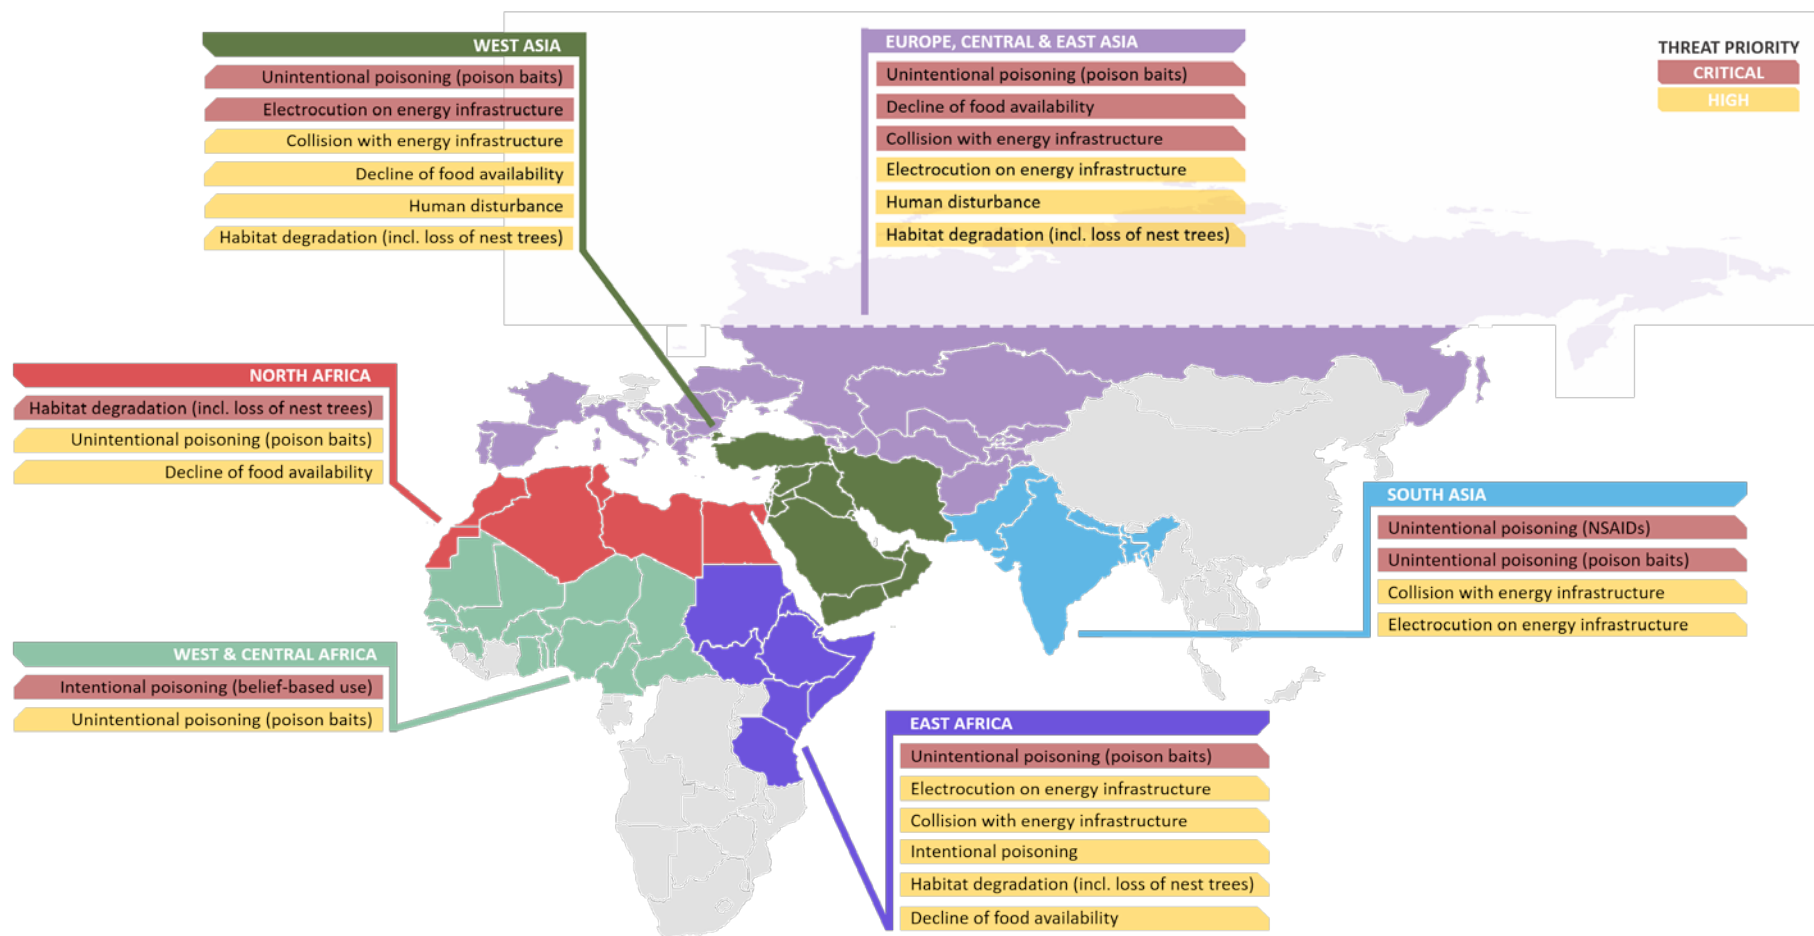 WEST ASIA
Unintentional poisoning (poison baits)
Electrocution on energy infrastructure
Collision with energy infrastructure
Decline of food availability
Human disturbance
Habitat degradation (incl. loss of nest trees)
EUROPE, CENTRAL & EAST ASIA
Unintentional poisoning (poison baits)
Decline of food availability
Collision with energy infrastructure
Electrocution on energy infrastructure
Human disturbance
Habitat degradation (incl. loss of nest trees)
THREAT PRIORITY
CRITICAL
HIGH
NORTH AFRICA
Habitat degradation (incl. loss of nest trees)
Unintentional poisoning (poison baits)
Decline of food availability
SOUTH ASIA
Unintentional poisoning (NSAIDs)
Unintentional poisoning (poison baits)
Collision with energy infrastructure
Electrocution on energy infrastructure
WEST & CENTRAL AFRICA
Intentional poisoning (belief-based use)
Unintentional poisoning (poison baits)
EAST AFRICA
Unintentional poisoning (poison baits)
Electrocution on energy infrastructure
Collision with energy infrastructure
Intentional poisoning
Habitat degradation (incl. loss of nest trees)
Decline of food availability